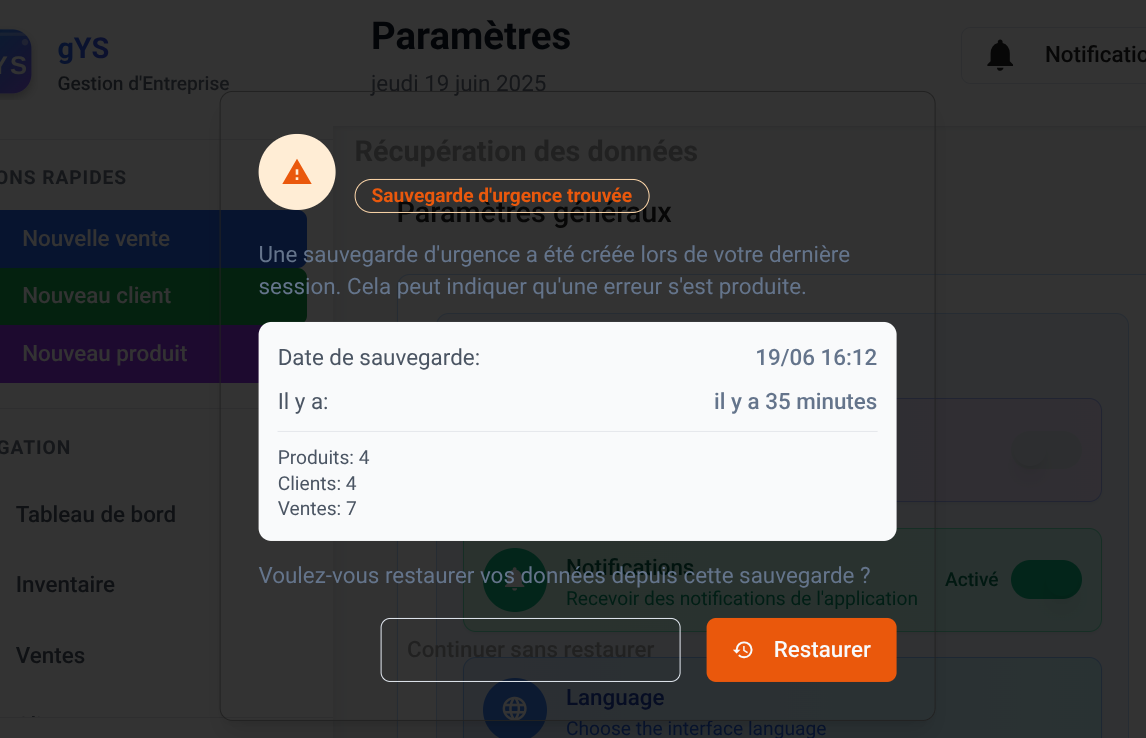 YS
gYS
Gestion d'Entreprise
Paramètres
jeudi 19 juin 2025
Notificatio
ONS RAPIDES
Nouvelle vente
Nouveau client
Nouveau produit
GATION
Tableau de bord
Inventaire
Ventes
Récupération des données
Sauvegarde d'urgence trouvée
Paramètres généraux
Une sauvegarde d'urgence a été créée lors de votre dernière
session. Cela peut indiquer qu'une erreur s'est produite.
Date de sauvegarde: 19/06 16:12
Il y a: il y a 35 minutes
Produits: 4
Clients: 4
Ventes: 7
Notifications
Voulez-vous restaurer vos données depuis cette sauvegarde ?
Activé
Recevoir des notifications de l'application
Continuer sans restaurer
Restaurer
Language
Choose the interface language